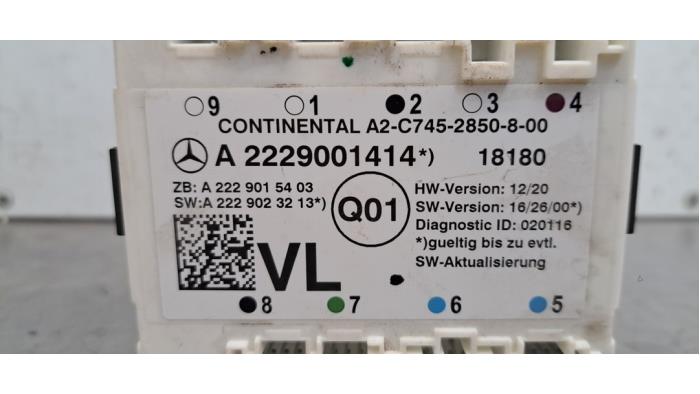 9 1 2 3 4
CONTINENTAL A2-C745-2850-8-00
A 2229001414*) 18180
ZB: A 222 901 54 03
SW:A 222 902 32 13*)
Q01
HW-Version: 12/20
SW-Version: 16/26/00*)
Diagnostic ID: 020116
*)gueltig bis zu evtl.
SW-Aktualisierung
VL
8 7 6 5